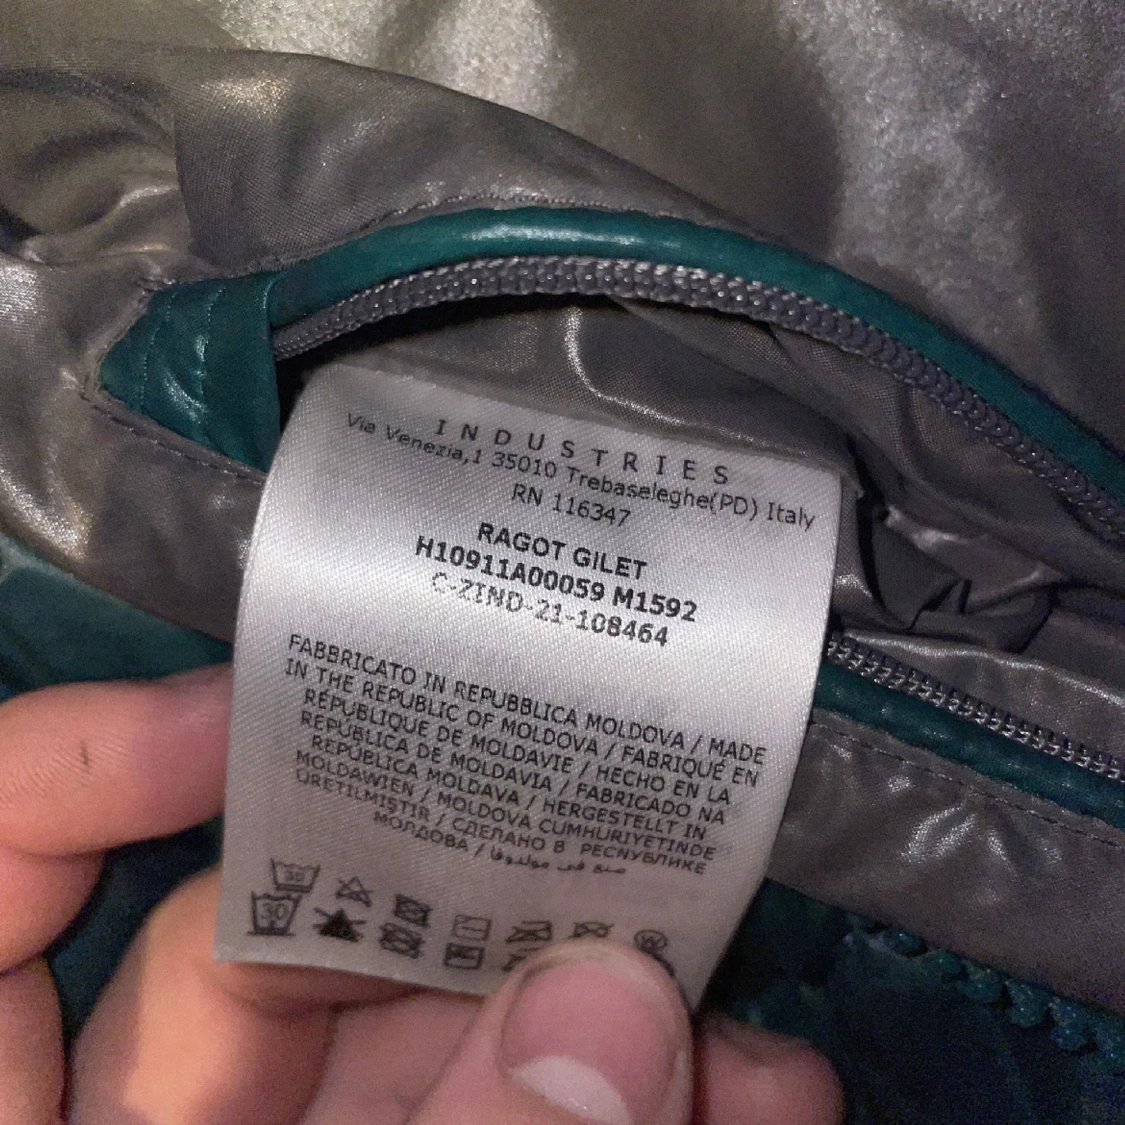 INDUSTRIES
Via Venezia,1 35010 Trebaseleghe(PD) Italy
RN 116347
RAGOT GILET
H10911A00059 M1592
C-ZIND-21-108464
FABBRICATO IN REPUBBLICA MOLDOVA / MADE
IN THE REPUBLIC OF MOLDOVA / FABRIQUÉ EN
RÉPUBLIQUE DE MOLDAVIE / HECHO EN LA
REPÚBLICA DE MOLDAVIA / FABRICADO NA
REPÚBLICA MOLDAVA / HERGESTELLT IN
MOLDAWIEN / MOLDOVA CUMHURIYETINDE
ÜRETILMIŞTIR / СДЕЛАНО В РЕСПУБЛИКЕ
МОЛДОВА / صنع في مولدوفا
30
30
W